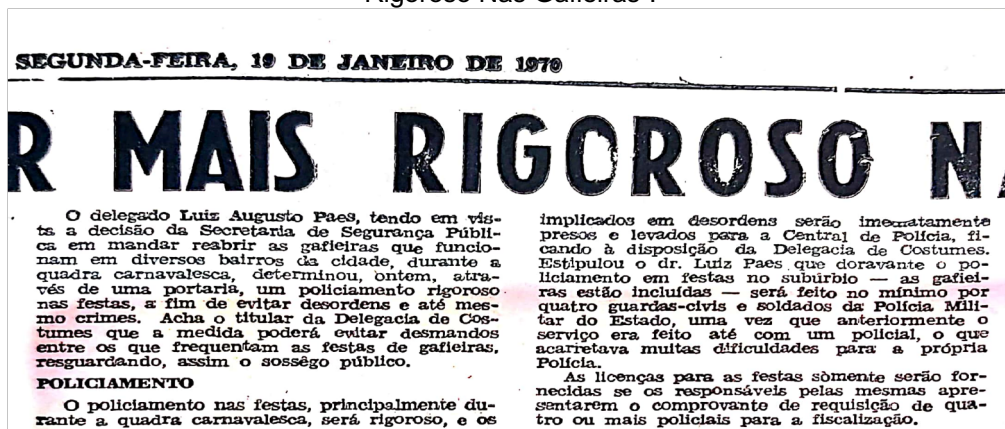 Rigoroso Nas Gafieiras".
SEGUNDA-FEIRA, 19 DE JANEIRO DE 1970
R MAIS RIGOROSO NA
O delegado Luiz Augusto Paes, tendo em vis-
ta a decisão da Secretaria de Segurança Públi-
ca em mandar reabrir as gafieiras que funcio-
nam em diversos bairros da cidade, durante a
quadra carnavalesca, determinou, ontem, atra-
vés de uma portaria, um policiamento rigoroso
nas festas, a fim de evitar desordens e até mes-
mo crimes. Acha o titular da Delegacia de Cos-
tumes que a medida poderá evitar desmandos
entre os que frequentam as festas de gafieiras,
resguardando, assim o sossêgo público.
POLICIAMENTO
O policiamento nas festas, principalmente du-
rante a quadra carnavalesca, será rigoroso, e os
implicados em desordens serão imediatamente
presos e levados para a Central de Polícia, fi-
cando à disposição da Delegacia de Costumes.
Estipulou o dr. Luiz Paes que doravante o po-
liciamento em festas no subúrbio — as gafiei-
ras estão incluídas — será feito no mínimo por
quatro guardas-civis e soldados da Polícia Mili-
tar do Estado, uma vez que anteriormente o
serviço era feito até com um policial, o que
acarretava muitas dificuldades para a própria
Polícia.
As licenças para as festas sòmente serão for-
necidas se os responsáveis pelas mesmas apre-
sentarem o comprovante de requisição de qua-
tro ou mais policiais para a fiscalização.